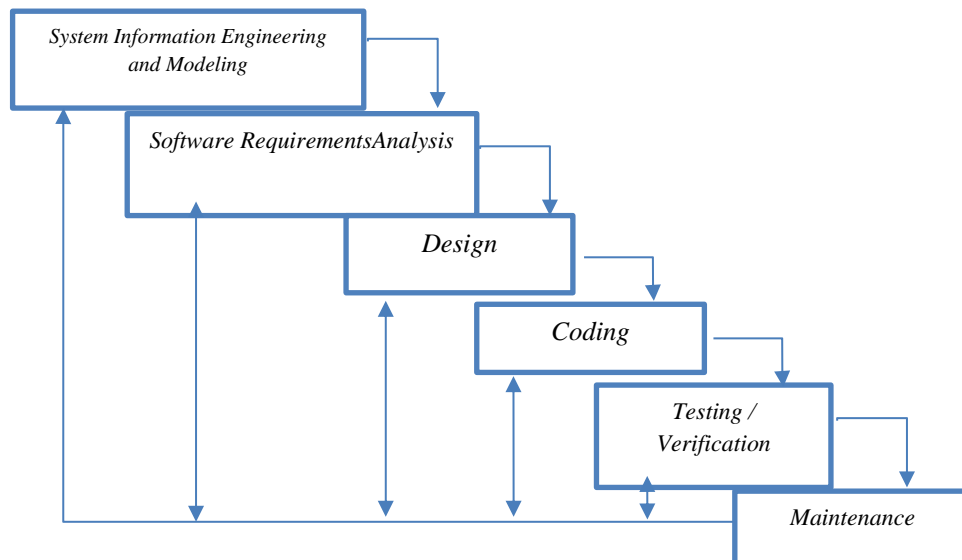 System Information Engineering
and Modeling
Software RequirementsAnalysis
Design
Coding
Testing /
Verification
Maintenance